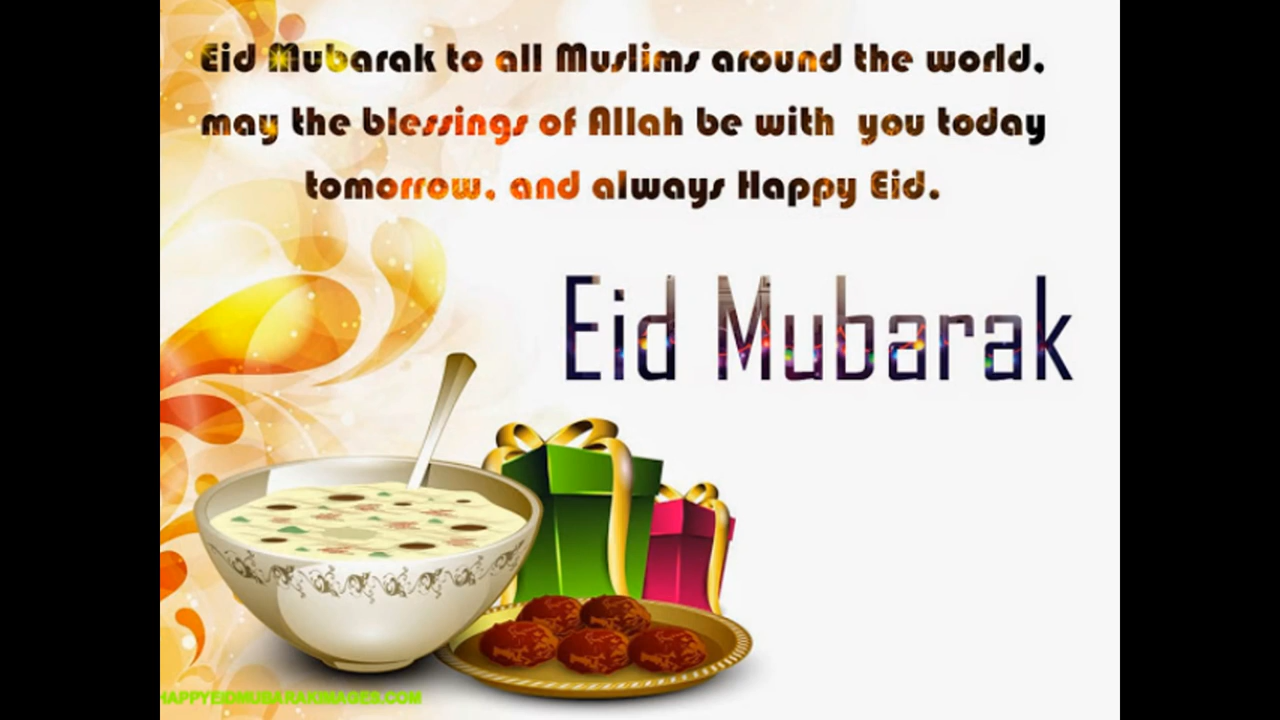 Eid Mubarak to all Muslims around the world,
may the blessings of Allah be with you today
tomorrow, and always Happy Eid.
Eid Mubarak
HAPPYEIDMUBARAKIMAGES.COM